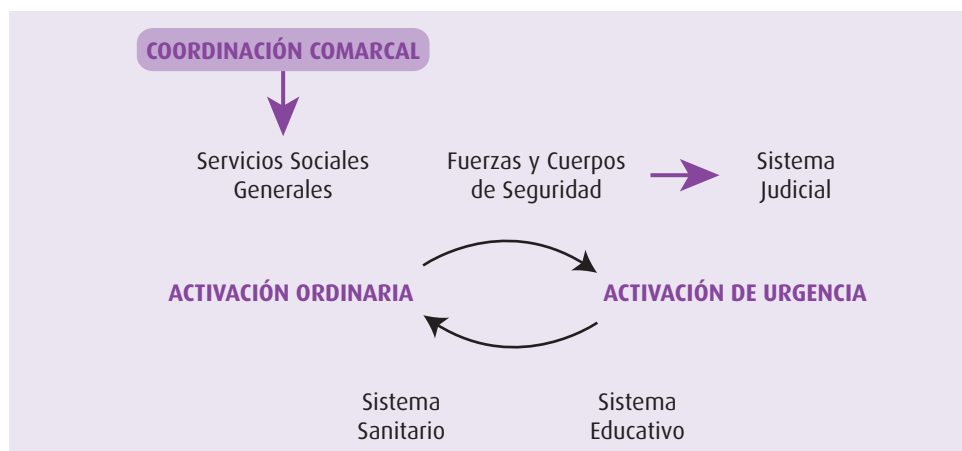 COORDINACIÓN COMARCAL
Servicios Sociales
Generales
Fuerzas y Cuerpos
de Seguridad
Sistema
Judicial
ACTIVACIÓN ORDINARIA
ACTIVACIÓN DE URGENCIA
Sistema
Sanitario
Sistema
Educativo